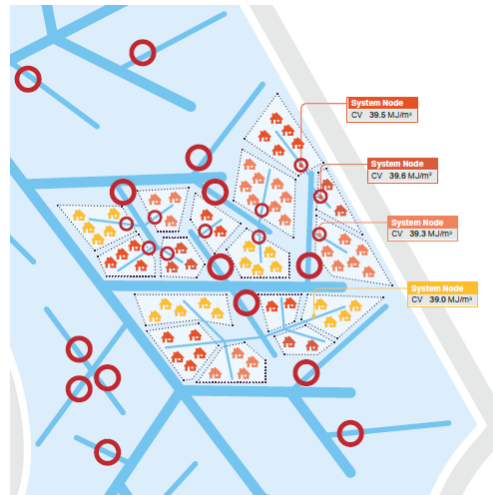 System Node
CV 39.5 MJ/m³
System Node
CV 39.6 MJ/m³
System Node
CV 39.3 MJ/m³
System Node
CV 39.0 MJ/m³